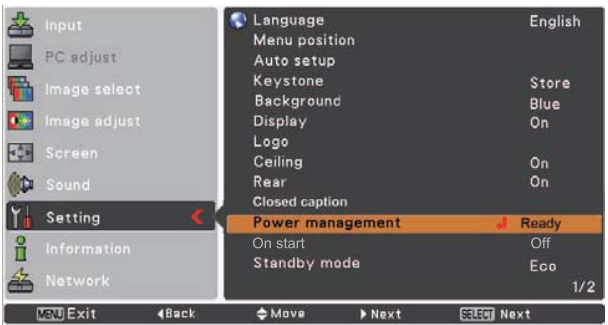 Input
PC adjust
Image select
Image adjust
Screen
Sound
Setting
Information
Network
Language English
Menu position
Auto setup
Keystone Store
Background Blue
Display On
Logo
Ceiling On
Rear On
Closed caption
Power management Ready
On start Off
Standby mode Eco
1/2
MENU Exit Back Move Next SELECT Next